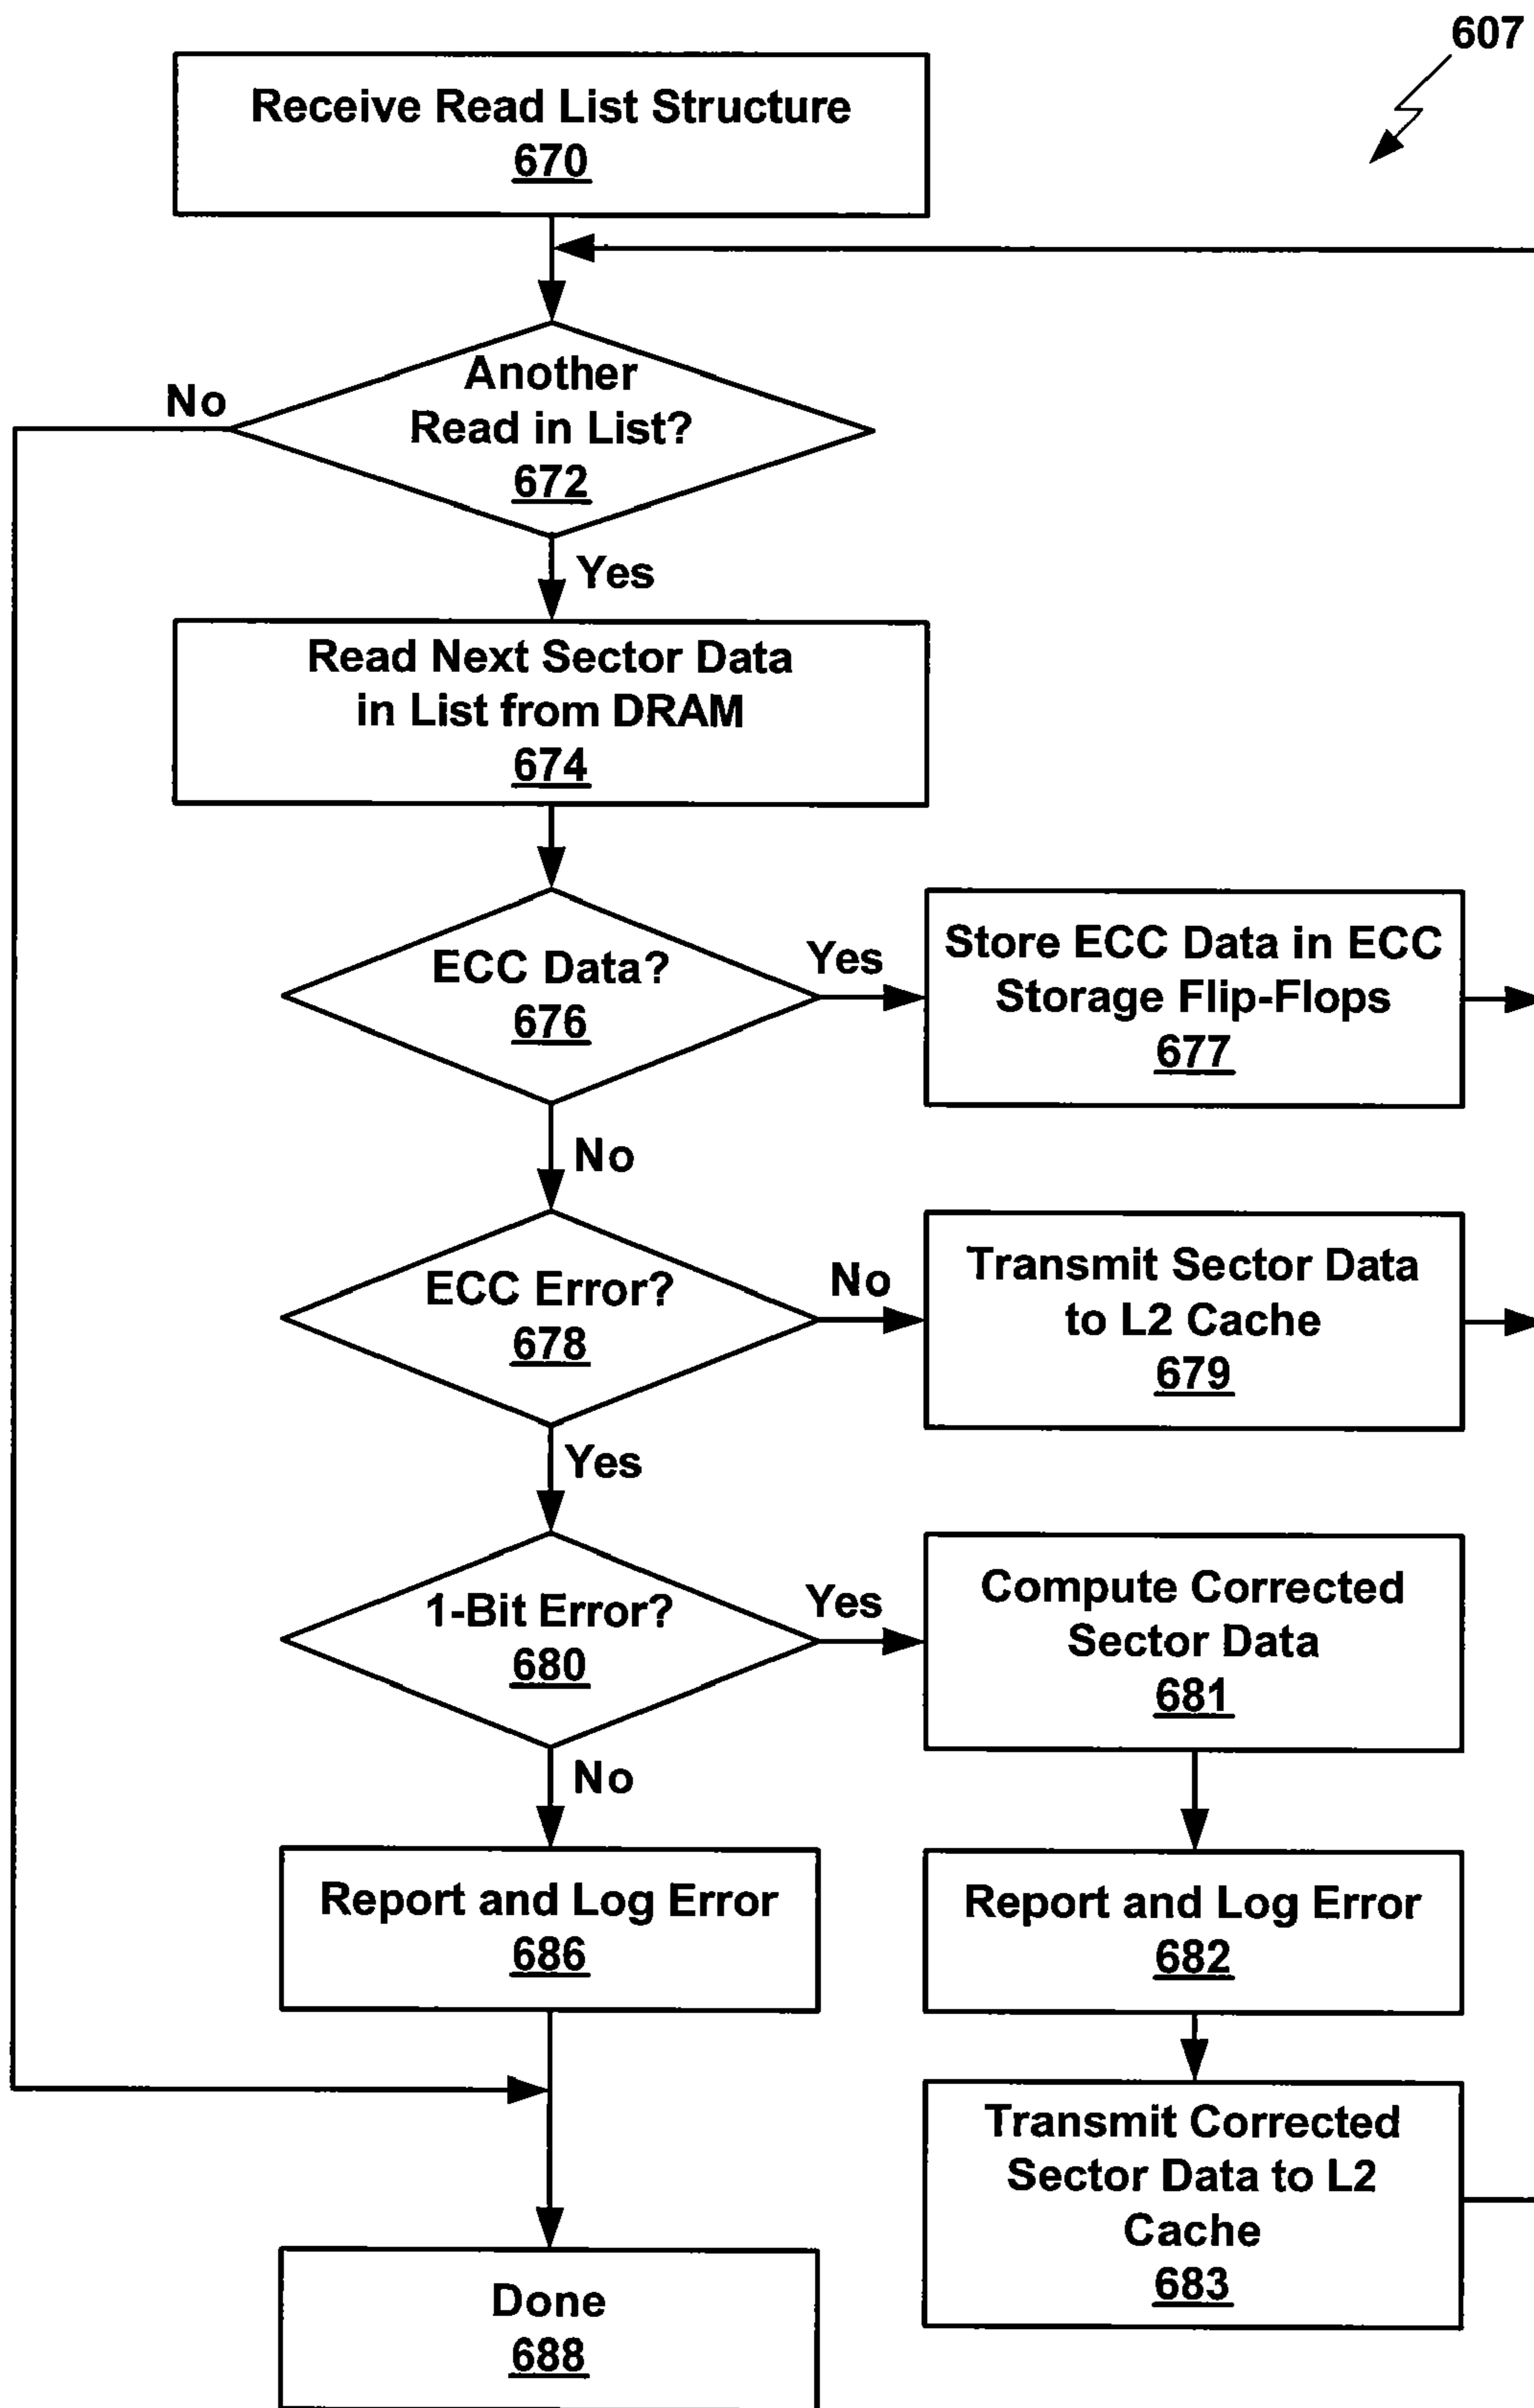 607
Receive Read List Structure
670
Another
Read in List?
672
No
Yes
Read Next Sector Data
in List from DRAM
674
ECC Data?
676
Yes
Store ECC Data in ECC
Storage Flip-Flops
677
No
ECC Error?
678
No
Transmit Sector Data
to L2 Cache
679
Yes
1-Bit Error?
680
Yes
Compute Corrected
Sector Data
681
No
Report and Log Error
686
Report and Log Error
682
Transmit Corrected
Sector Data to L2
Cache
683
Done
688